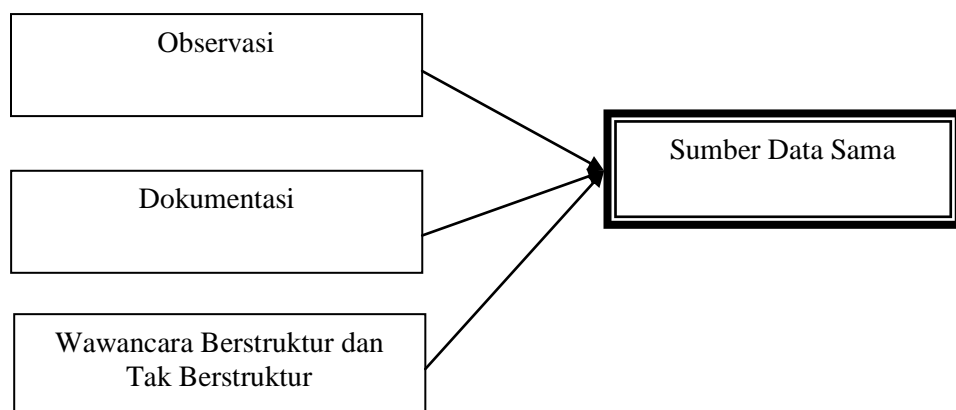 Observasi
Sumber Data Sama
Dokumentasi
Wawancara Berstruktur dan
Tak Berstruktur